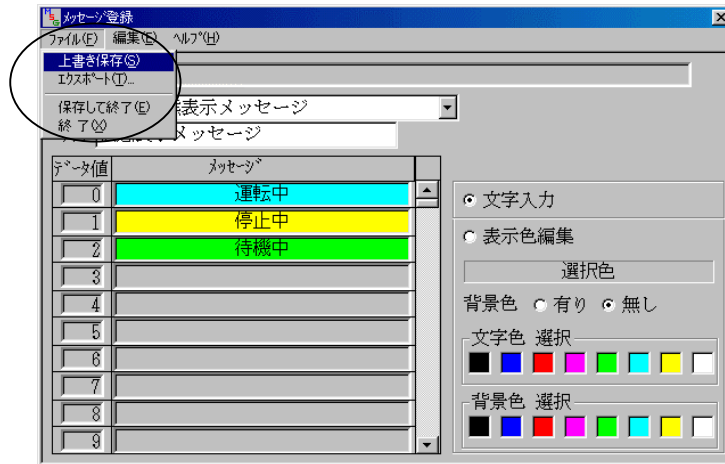 メッセージ登録
ファイル(F) 編集(E) ヘルプ(H)
上書き保存(S)
エクスポート(T)...
保存して終了(E)
終 了(X)
表示メッセージ
メッセージ
データ値 メッセージ
0 運転中
1 停止中
2 待機中
3
4
5
6
7
8
9
文字入力
表示色編集
選択色
背景色 有り 無し
文字色 選択
背景色 選択